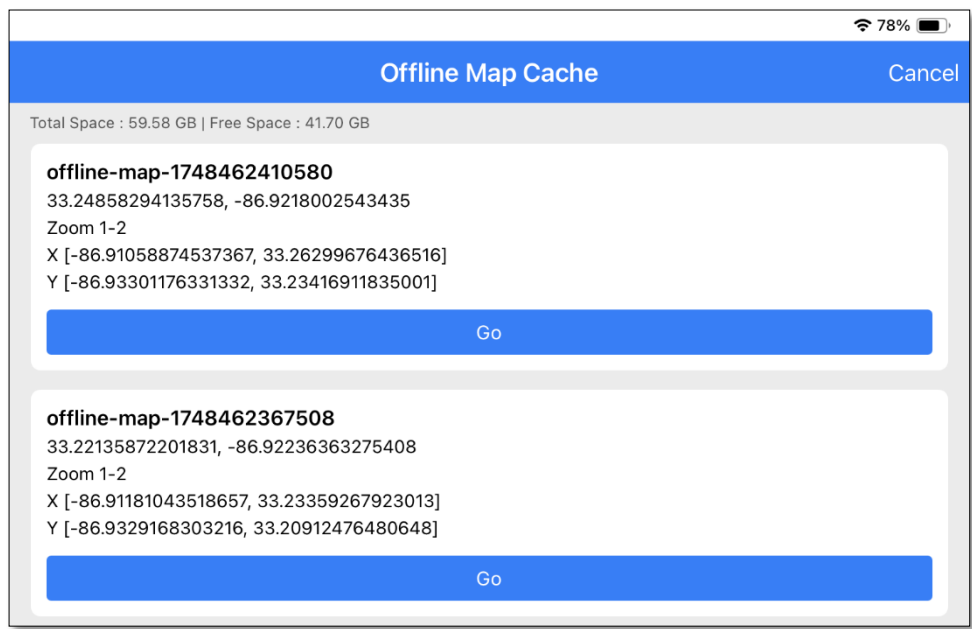 78%
Offline Map Cache
Cancel
Total Space : 59.58 GB | Free Space : 41.70 GB
offline-map-1748462410580
33.24858294135758, -86.9218002543435
Zoom 1-2
X [-86.91058874537367, 33.26299676436516]
Y [-86.93301176331332, 33.23416911835001]
Go
offline-map-1748462367508
33.22135872201831, -86.92236363275408
Zoom 1-2
X [-86.91181043518657, 33.23359267923013]
Y [-86.9329168303216, 33.20912476480648]
Go